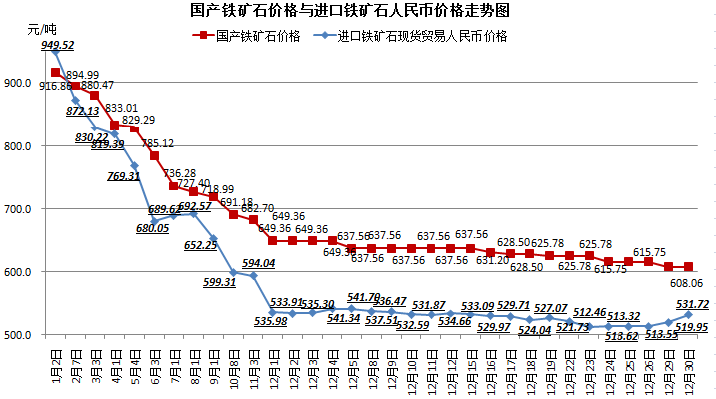 国产铁矿石价格与进口铁矿石人民币价格走势图
元/吨
国产铁矿石价格 进口铁矿石现货贸易人民币价格
949.52
916.86 894.99 880.47 833.01 829.29 785.12 736.28 727.40 718.99 691.18 682.70 649.36 649.36 649.36 649.36 637.56 637.56 637.56 637.56 637.56 637.56 637.56 631.20 628.50 628.50 625.78 625.78 625.78 615.75 615.75 608.06
872.13 830.22 819.39 769.31 680.05 689.62 692.57 652.25 599.31 594.04 535.98 533.91 535.30 541.34 541.70 537.51 536.47 532.59 531.87 534.66 533.09 529.97 529.71 524.04 527.07 521.73 512.46 513.62 513.32 513.55 519.95 531.72
900.0
800.0
700.0
600.0
500.0
1月2日 2月7日 3月3日 4月1日 5月4日 6月3日 7月1日 8月1日 9月1日 10月8日 11月3日 12月1日 12月2日 12月3日 12月4日 12月5日 12月8日 12月9日 12月10日 12月11日 12月12日 12月15日 12月16日 12月17日 12月18日 12月19日 12月22日 12月23日 12月24日 12月25日 12月26日 12月29日 12月30日